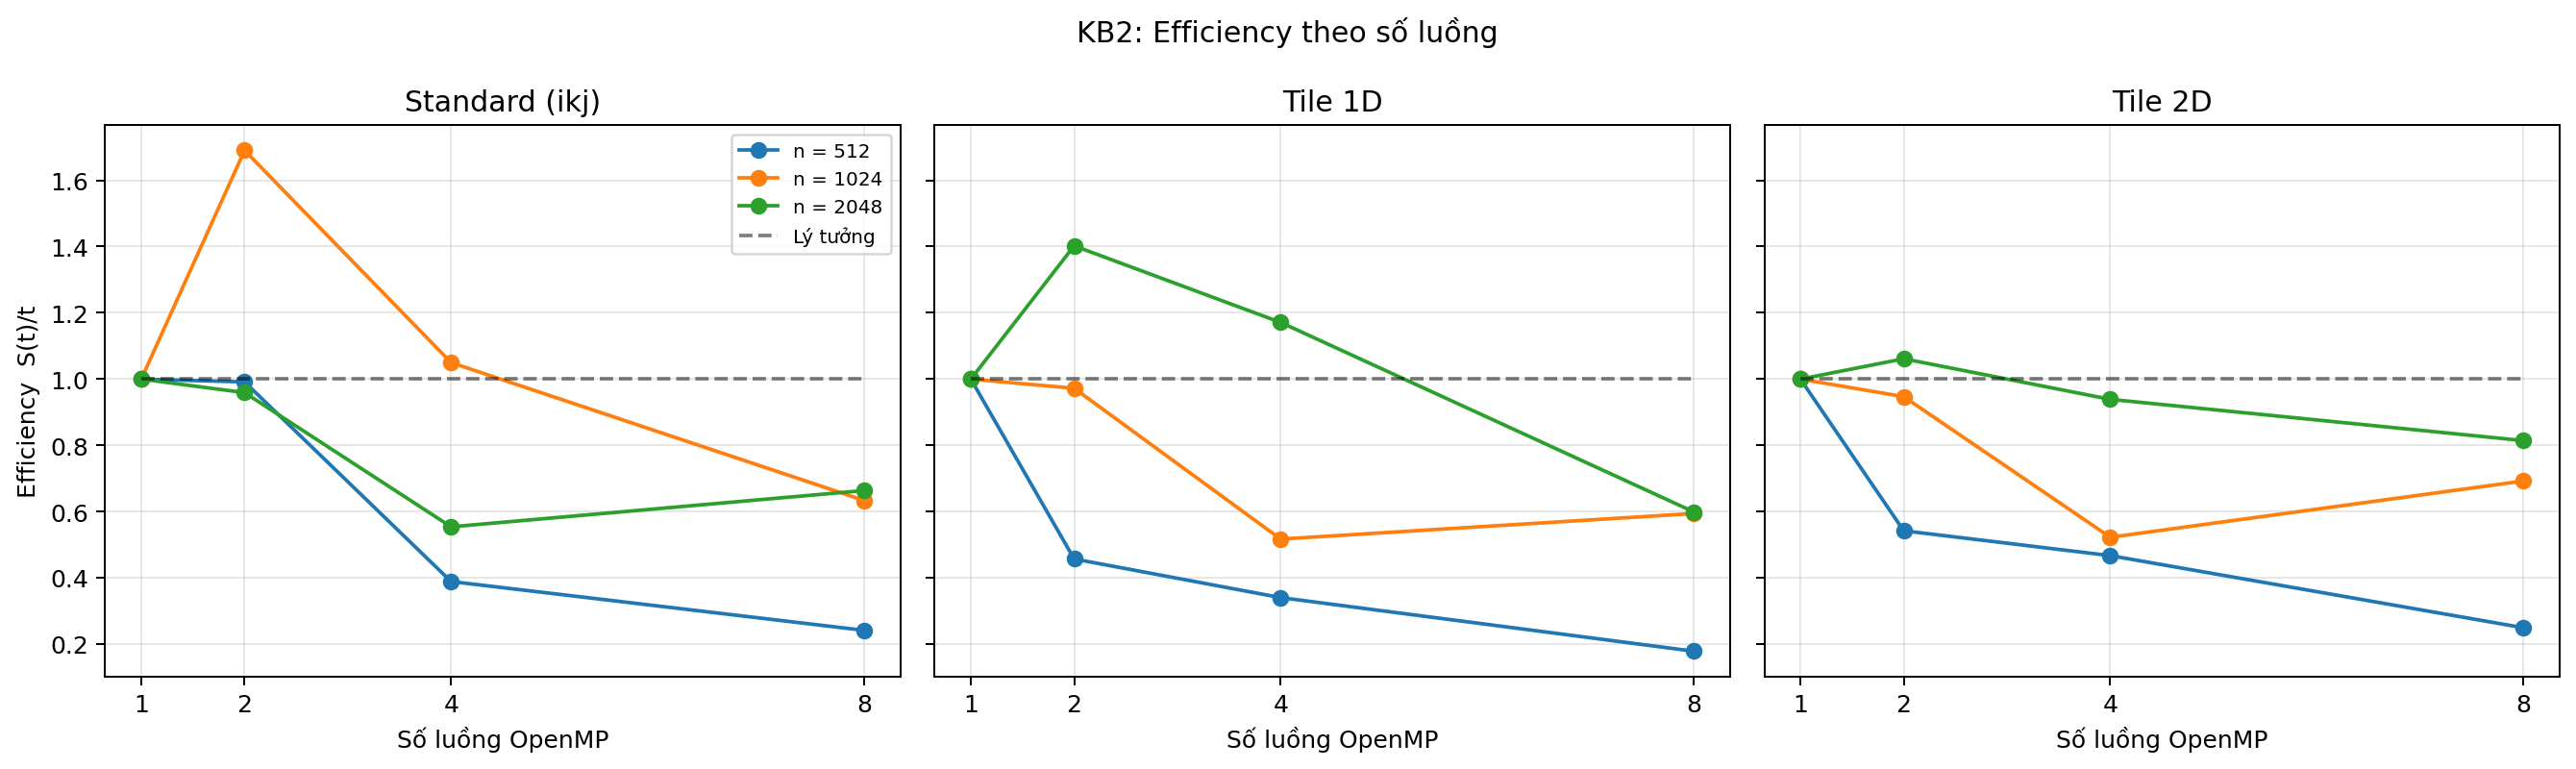 KB2: Efficiency theo số luồng
Standard (ikj)
Tile 1D
Tile 2D
n = 512
n = 1024
n = 2048
Lý tưởng
Efficiency  S(t)/t
1.6
1.4
1.2
1.0
0.8
0.6
0.4
0.2
1 2 4 8
1 2 4 8
1 2 4 8
Số luồng OpenMP
Số luồng OpenMP
Số luồng OpenMP